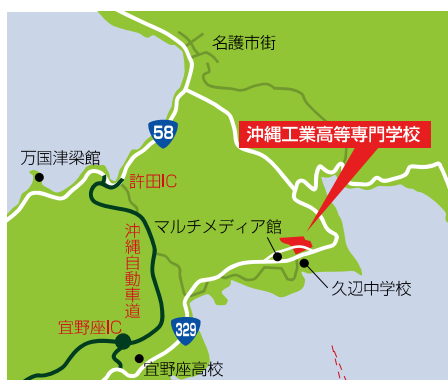 名護市街
58
沖縄工業高等専門学校
万国津梁館
許田IC
沖縄自動車道
マルチメディア館
久辺中学校
宜野座IC
329
宜野座高校